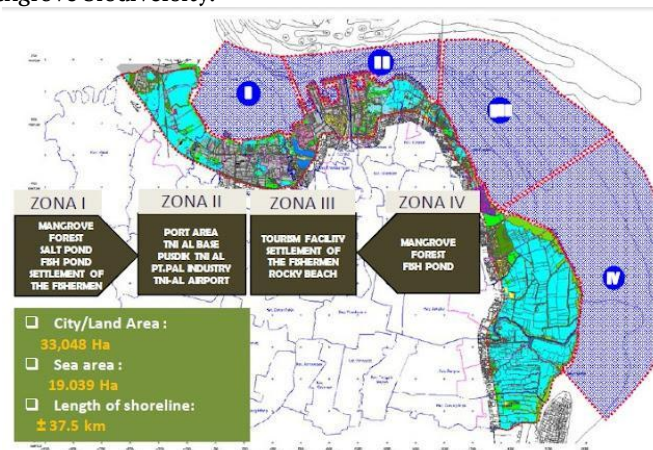 ngrove biodiversity.
I
II
III
IV
ZONA I
MANGROVE
FOREST
SALT POND
FISH POND
SETTLEMENT OF
THE FISHERMEN
ZONA II
PORT AREA
TNI AL BASE
PUSDIK TNI AL
PT.PAL INDUSTRY
TNI-AL AIRPORT
ZONA III
TOURISM FACILITY
SETTLEMENT OF
THE FISHERMEN
ROCKY BEACH
ZONA IV
MANGROVE
FOREST
FISH POND
City/Land Area :
33,048 Ha
Sea area :
19.039 Ha
Length of shoreline:
± 37.5 km